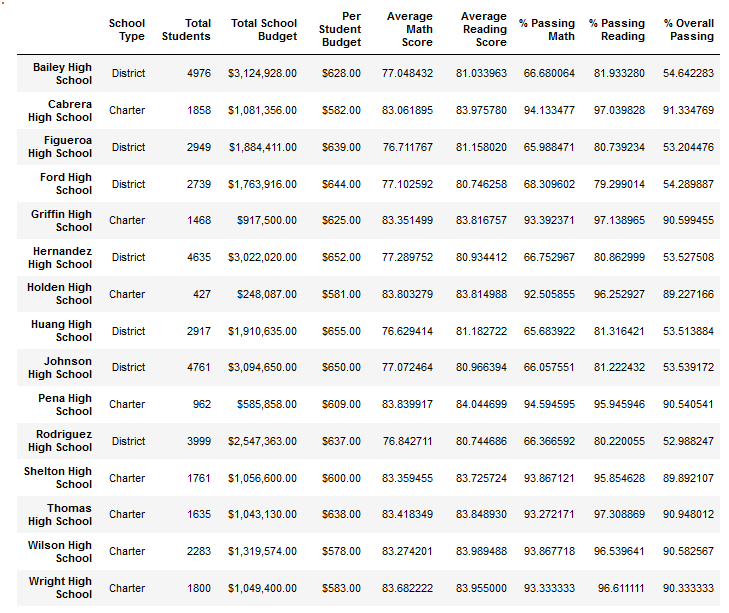 School Type Total Students Total School Budget Per Student Budget Average Math Score Average Reading Score % Passing Math % Passing Reading % Overall Passing
Bailey High School District 4976 $3,124,928.00 $628.00 77.048432 81.033963 66.680064 81.933280 54.642283
Cabrera High School Charter 1858 $1,081,356.00 $582.00 83.061895 83.975780 94.133477 97.039828 91.334769
Figueroa High School District 2949 $1,884,411.00 $639.00 76.711767 81.158020 65.988471 80.739234 53.204476
Ford High School District 2739 $1,763,916.00 $644.00 77.102592 80.746258 68.309602 79.299014 54.289887
Griffin High School Charter 1468 $917,500.00 $625.00 83.351499 83.816757 93.392371 97.138965 90.599455
Hernandez High School District 4635 $3,022,020.00 $652.00 77.289752 80.934412 66.752967 80.862999 53.527508
Holden High School Charter 427 $248,087.00 $581.00 83.803279 83.814988 92.505855 96.252927 89.227166
Huang High School District 2917 $1,910,635.00 $655.00 76.629414 81.182722 65.683922 81.316421 53.513884
Johnson High School District 4761 $3,094,650.00 $650.00 77.072464 80.966394 66.057551 81.222432 53.539172
Pena High School Charter 962 $585,858.00 $609.00 83.839917 84.044699 94.594595 95.945946 90.540541
Rodriguez High School District 3999 $2,547,363.00 $637.00 76.842711 80.744686 66.366592 80.220055 52.988247
Shelton High School Charter 1761 $1,056,600.00 $600.00 83.359455 83.725724 93.867121 95.854628 89.892107
Thomas High School Charter 1635 $1,043,130.00 $638.00 83.418349 83.848930 93.272171 97.308869 90.948012
Wilson High School Charter 2283 $1,319,574.00 $578.00 83.274201 83.989488 93.867718 96.539641 90.582567
Wright High School Charter 1800 $1,049,400.00 $583.00 83.682222 83.955000 93.333333 96.611111 90.333333